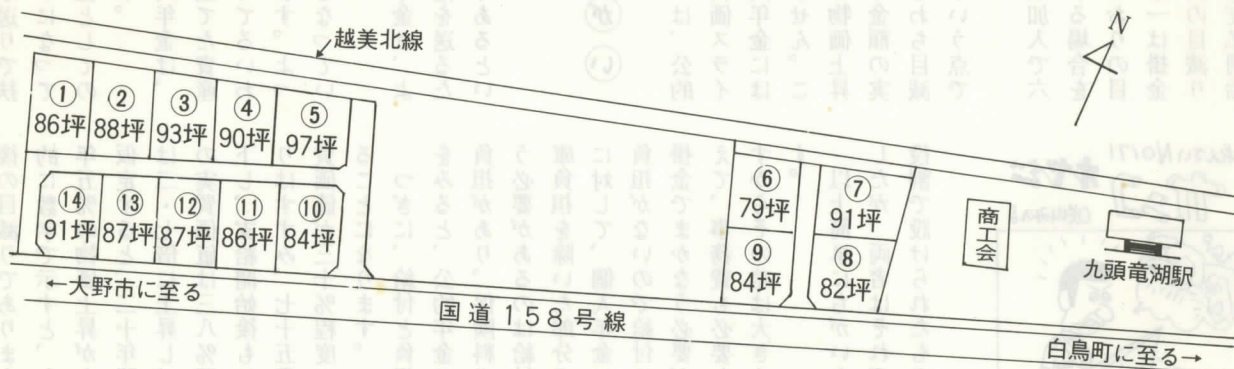 越美北線
N
① 86坪
② 88坪
③ 93坪
④ 90坪
⑤ 97坪
⑭ 91坪
⑬ 87坪
⑫ 87坪
⑪ 86坪
⑩ 84坪
⑥ 79坪
⑦ 91坪
⑨ 84坪
⑧ 82坪
商工会
九頭竜湖駅
←大野市に至る
国道158号線
白鳥町に至る→